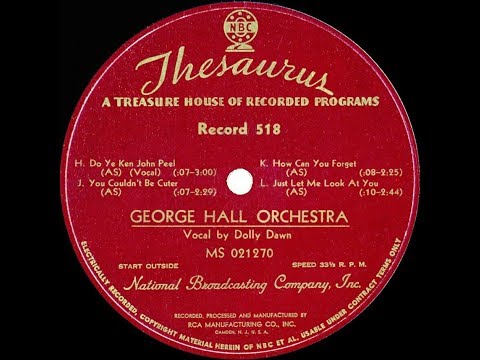 NBC
Thesaurus
A TREASURE HOUSE OF RECORDED PROGRAMS
Record 518
H. Do Ye Ken John Peel
(AS) (Vocal) (:07-3:00)
J. You Couldn't Be Cuter
(AS) (:07-2:29)
K. How Can You Forget
(AS) (:08-2:25)
L. Just Let Me Look At You
(AS) (:10-2:44)
GEORGE HALL ORCHESTRA
Vocal by Dolly Dawn
MS 021270
START OUTSIDE SPEED 33⅓ R. P. M.
National Broadcasting Company, Inc.
RECORDED, PROCESSED AND MANUFACTURED BY
RCA MANUFACTURING CO., INC.
CAMDEN, N. J., U. S. A.
ELECTRICALLY RECORDED, COPYRIGHT MATERIAL HEREIN OF NBC ET AL. USABLE UNDER CONTRACT TERMS ONLY